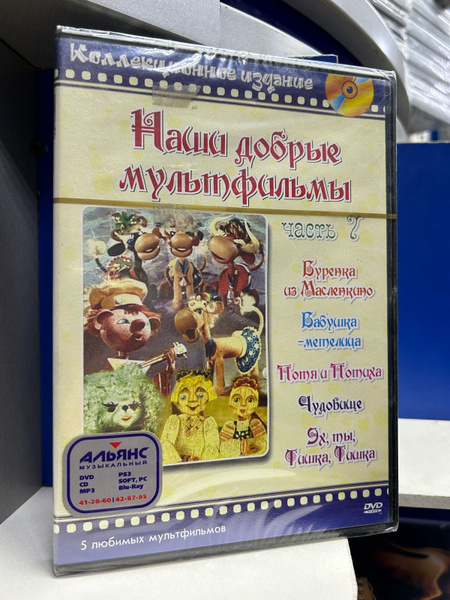 Коллекционное издание
Наши добрые
мультфильмы
часть 7
Буренка
из Масленкино
Бабушка
-метелица
Нотя и Нотиха
Чудовище
Эх, ты,
Тишка, Тишка
АЛЬЯНС
МУЗЫКАЛЬНЫЙ
DVD PS3
CD SOFT, PC
MP3 Blu-Ray
41-28-60 | 42-87-95
DVD
5 любимых мультфильмов